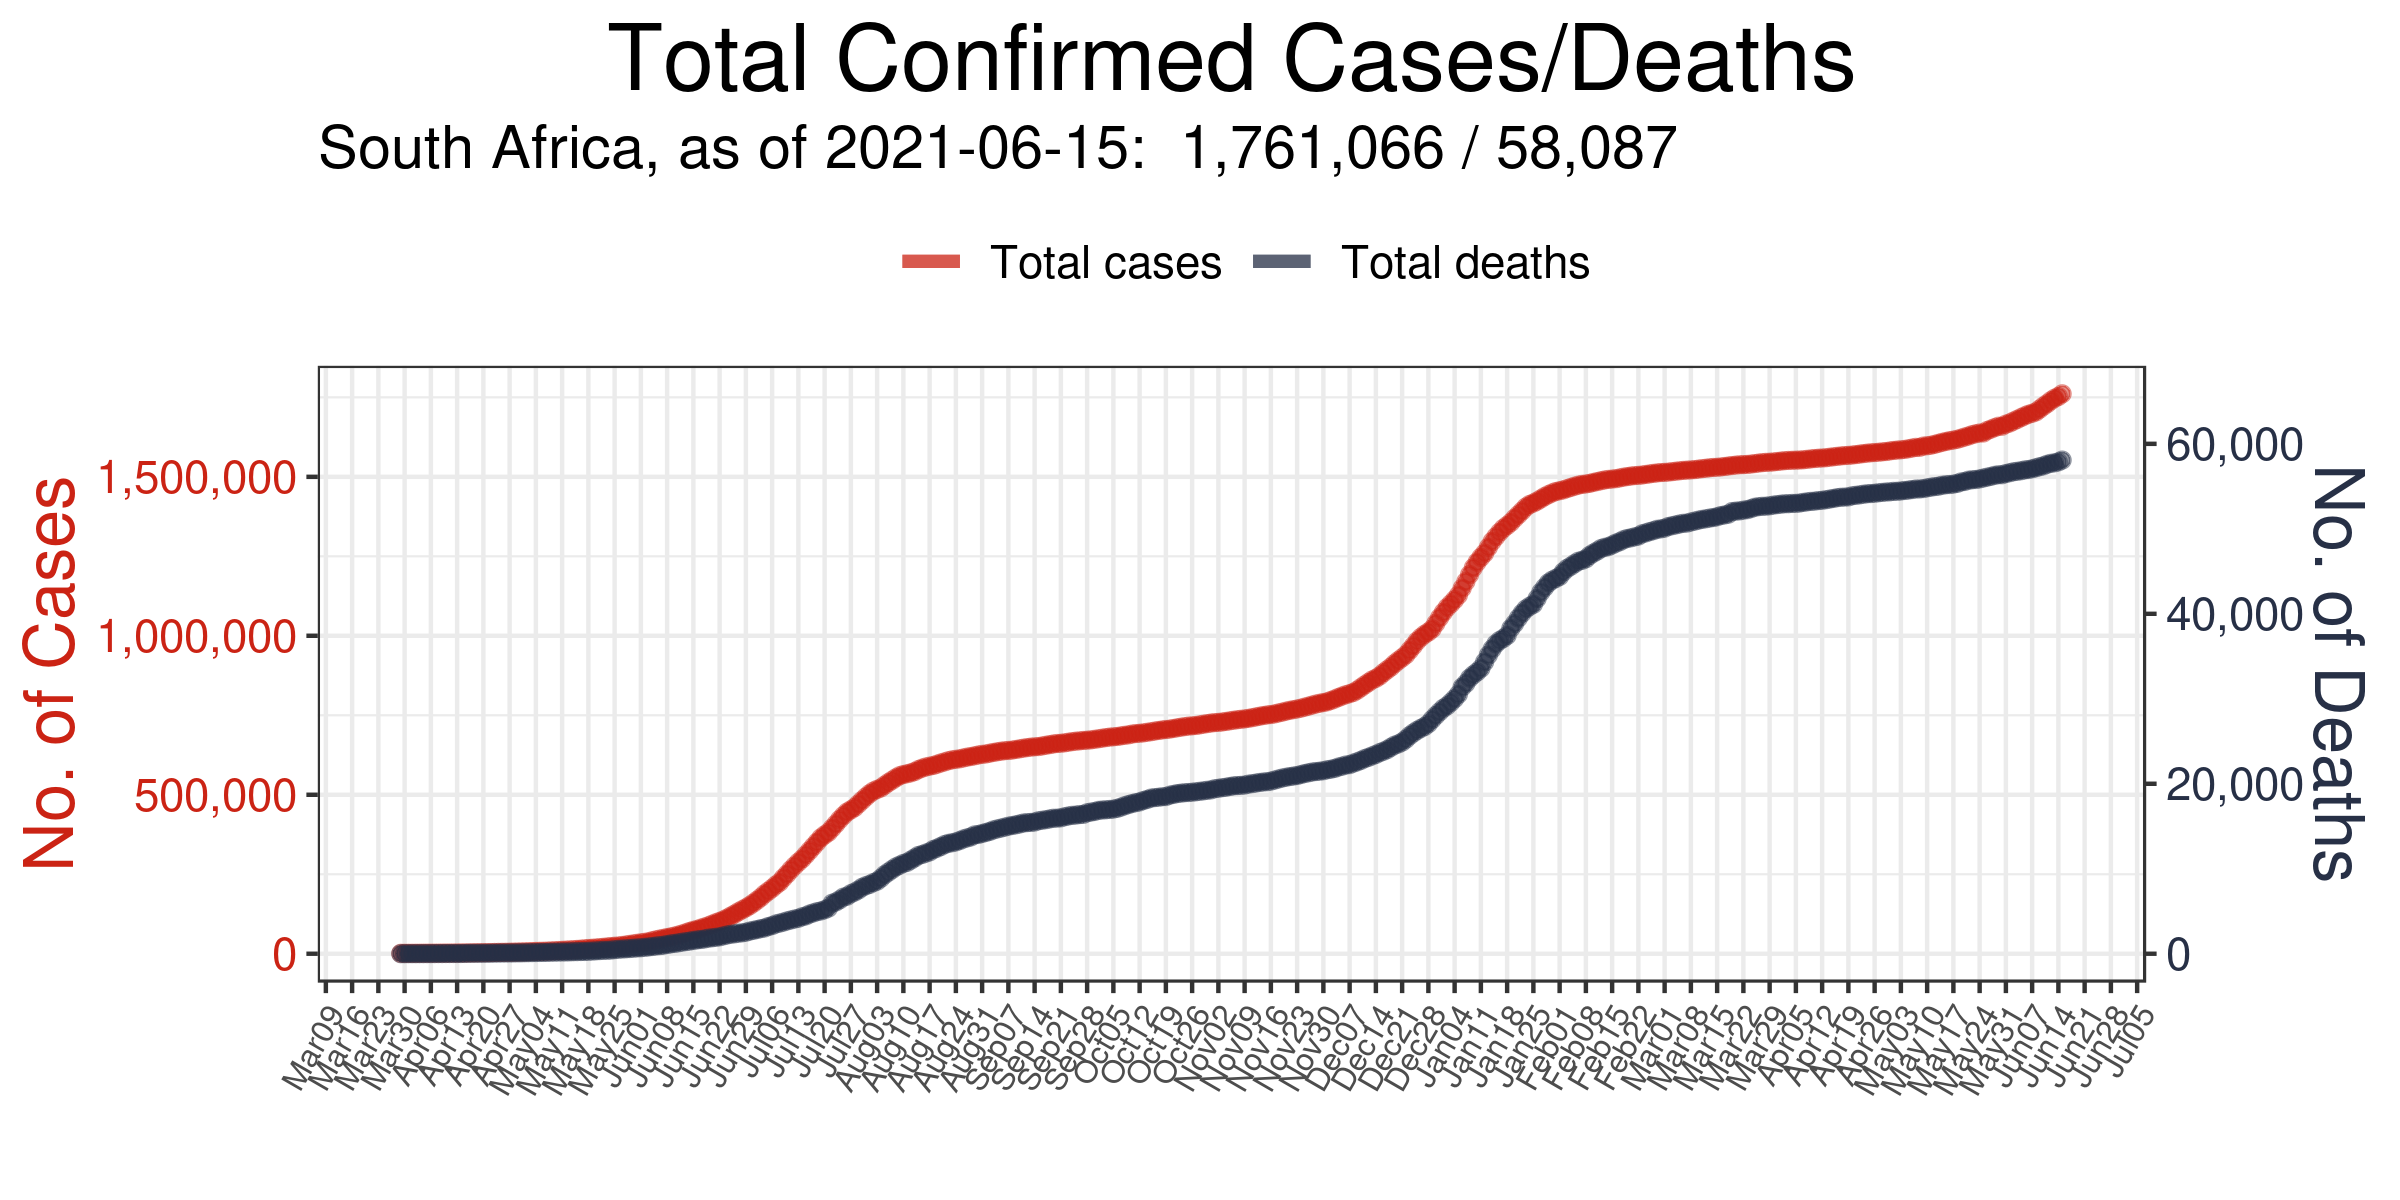 Total Confirmed Cases/Deaths
South Africa, as of 2021-06-15:  1,761,066 / 58,087
Total cases
Total deaths
No. of Cases
1,500,000
1,000,000
500,000
0
60,000
40,000
20,000
0
No. of Deaths
Mar09
Mar16
Mar23
Mar30
Apr06
Apr13
Apr20
Apr27
May04
May11
May18
May25
Jun01
Jun08
Jun15
Jun22
Jun29
Jul06
Jul13
Jul20
Jul27
Aug03
Aug10
Aug17
Aug24
Aug31
Sep07
Sep14
Sep21
Sep28
Oct05
Oct12
Oct19
Oct26
Nov02
Nov09
Nov16
Nov23
Nov30
Dec07
Dec14
Dec21
Dec28
Dec04
Jan11
Jan18
Jan25
Feb01
Feb08
Feb15
Feb22
Mar01
Mar08
Mar15
Mar22
Mar29
Apr05
Apr12
Apr19
Apr26
May03
May10
May17
May24
May31
May07
Jun14
Jun21
Jun28
Jul05